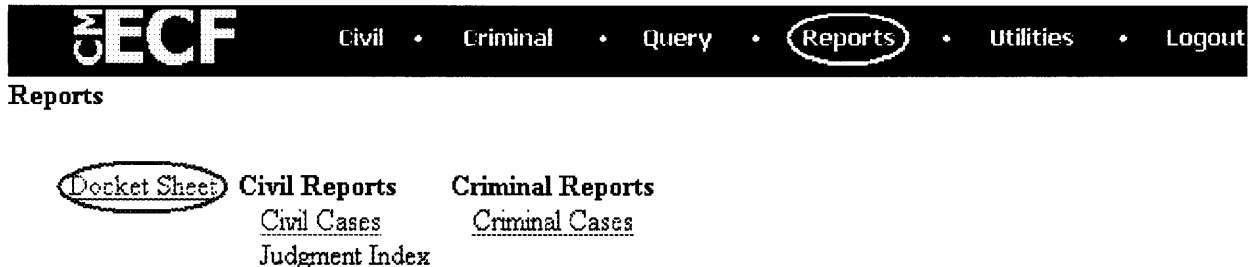 CM ECF Civil • Criminal • Query • Reports • Utilities • Logout
Reports
Docket Sheet Civil Reports Criminal Reports
Civil Cases Criminal Cases
Judgment Index